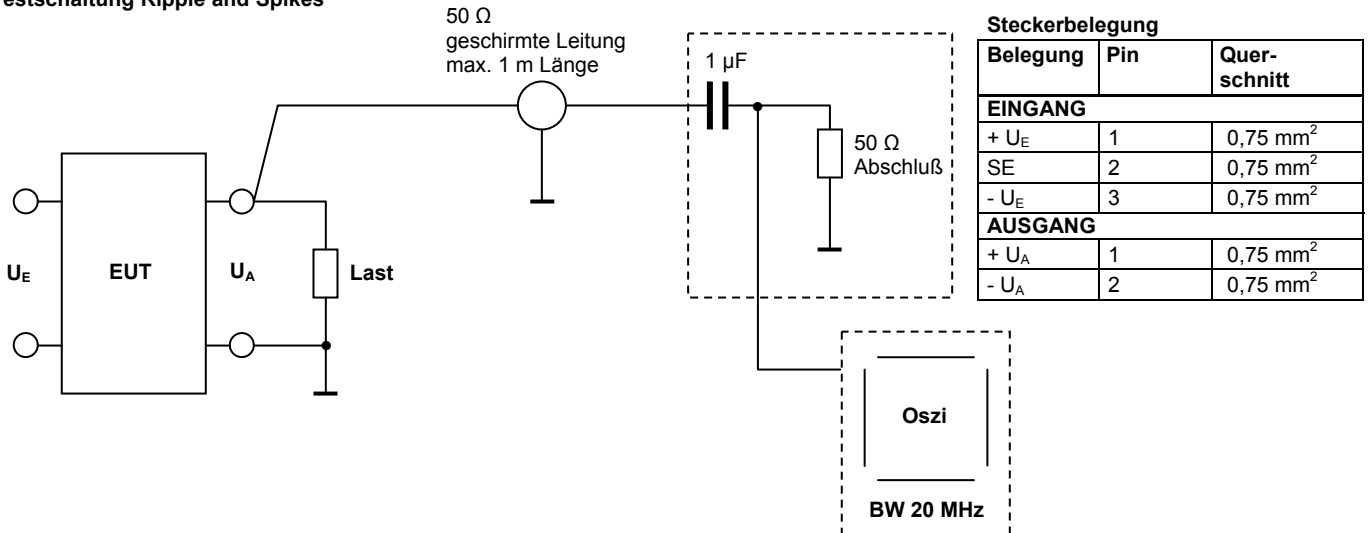 estschaltung Ripple and Spikes
50 Ω
geschirmte Leitung
max. 1 m Länge
1 µF
50 Ω
Abschluß
U_E
EUT
U_A
Last
Oszi
BW 20 MHz
Steckerbelegung
Belegung Pin Quer-
schnitt
EINGANG
+ U_E 1 0,75 mm²
SE 2 0,75 mm²
- U_E 3 0,75 mm²
AUSGANG
+ U_A 1 0,75 mm²
- U_A 2 0,75 mm²